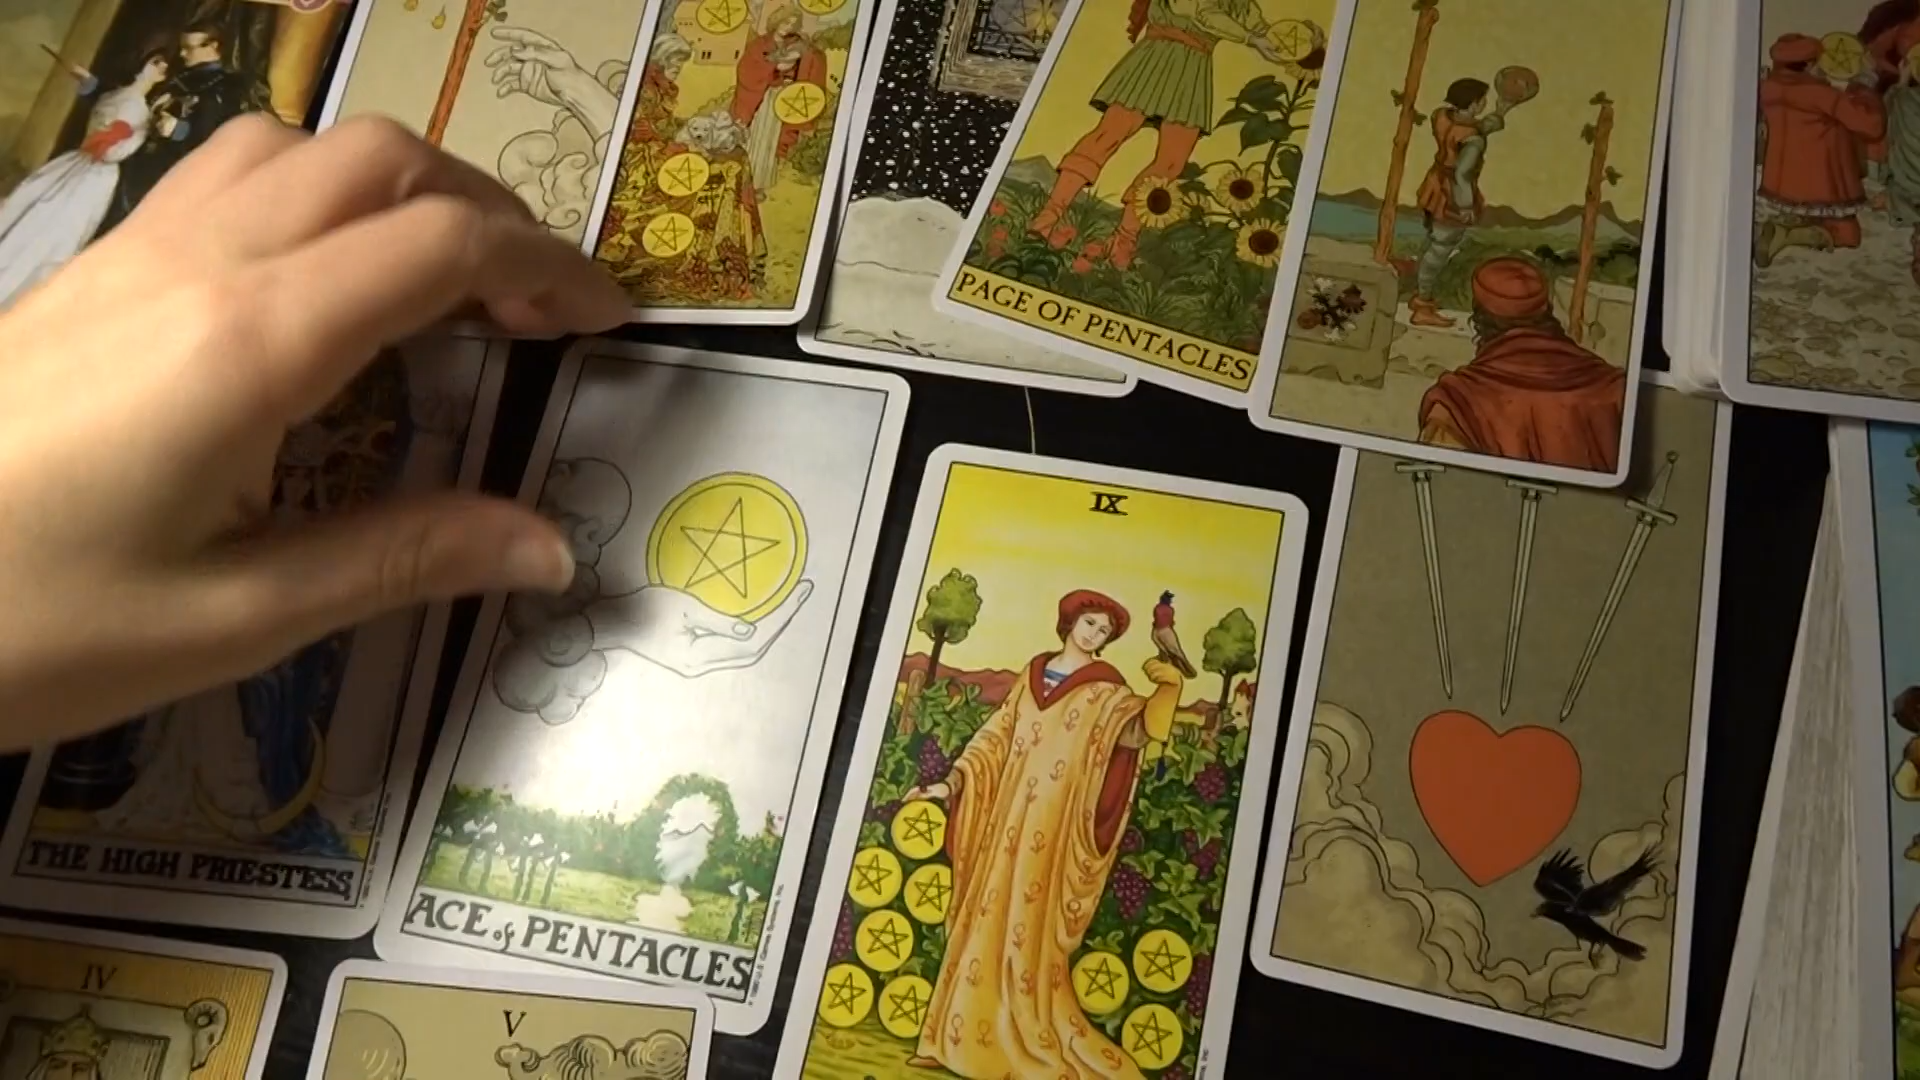 PAGE OF PENTACLES
IX
THE HIGH PRIESTESS
ACE of PENTACLES
IV
V